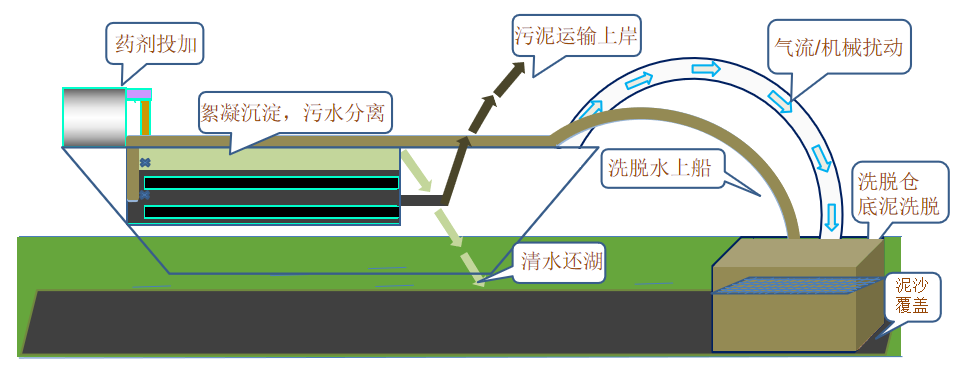 药剂投加
污泥运输上岸
气流/机械扰动
絮凝沉淀，污水分离
洗脱水上船
洗脱仓
底泥洗脱
清水还湖
泥沙
覆盖